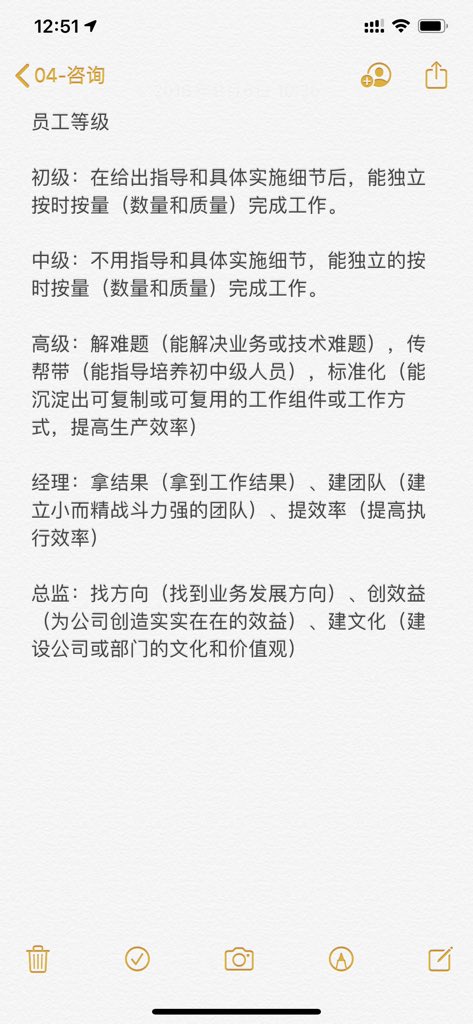 12:51
04-咨询
员工等级
初级：在给出指导和具体实施细节后，能独立
按时按量（数量和质量）完成工作。
中级：不用指导和具体实施细节，能独立的按
时按量（数量和质量）完成工作。
高级：解难题（能解决业务或技术难题），传
帮带（能指导培养初中级人员），标准化（能
沉淀出可复制或可复用的工作组件或工作方
式，提高生产效率）
经理：拿结果（拿到工作结果）、建团队（建
立小而精战斗力强的团队）、提效率（提高执
行效率）
总监：找方向（找到业务发展方向）、创效益
（为公司创造实实在在的效益）、建文化（建
设公司或部门的文化和价值观）